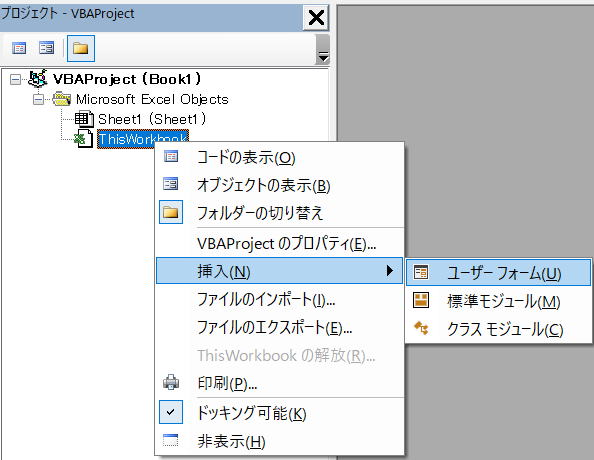 プロジェクト - VBAProject
VBAProject (Book1)
Microsoft Excel Objects
Sheet1 (Sheet1)
ThisWorkbook
コードの表示(O)
オブジェクトの表示(B)
フォルダーの切り替え
VBAProject のプロパティ(E)...
挿入(N)
ユーザー フォーム(U)
ファイルのインポート(I)...
標準モジュール(M)
ファイルのエクスポート(E)...
クラス モジュール(C)
ThisWorkbook の解放(R)...
印刷(P)...
ドッキング可能(K)
非表示(H)